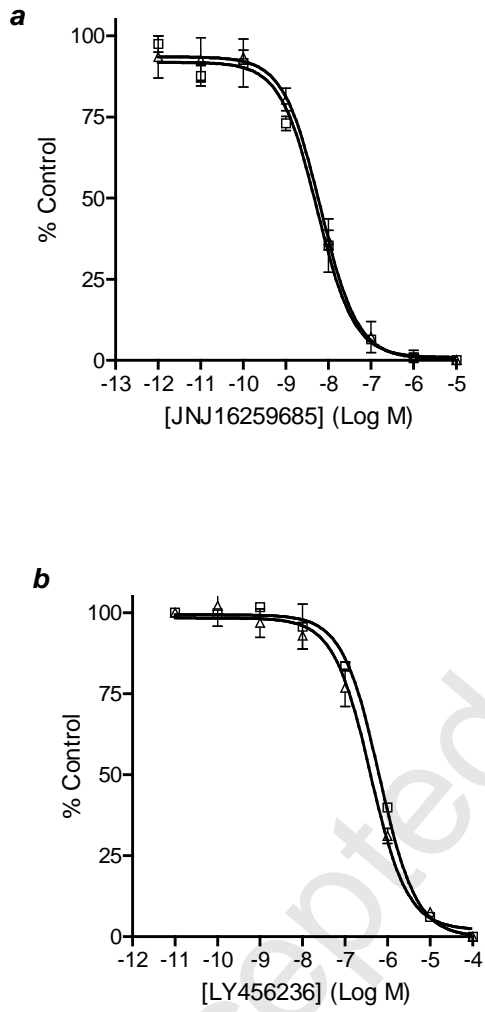 a
100
75
50
25
0
% Control
-13 -12 -11 -10 -9 -8 -7 -6 -5
[JNJ16259685] (Log M)
b
100
75
50
25
0
% Control
-12 -11 -10 -9 -8 -7 -6 -5 -4
[LY456236] (Log M)
epted